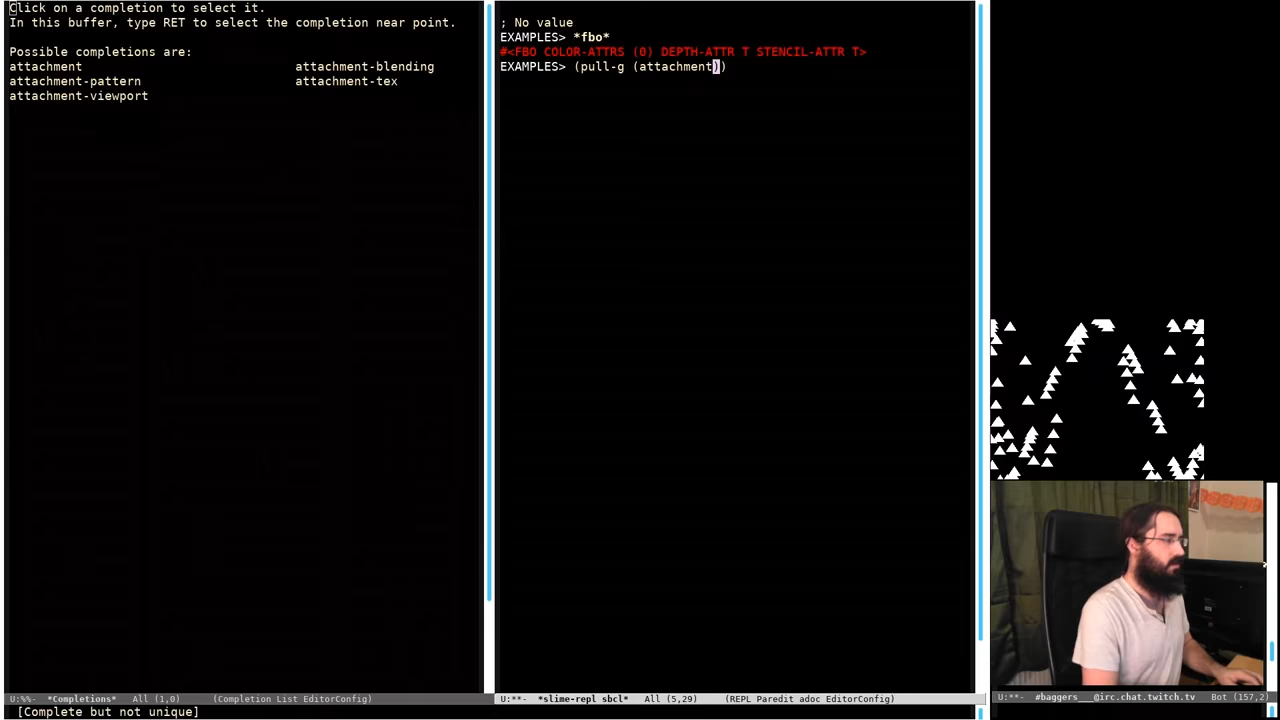 Click on a completion to select it.
In this buffer, type RET to select the completion near point.
Possible completions are:
attachment attachment-blending
attachment-pattern attachment-tex
attachment-viewport
; No value
EXAMPLES> *fbo*
#<FBO COLOR-ATTRS (0) DEPTH-ATTR T STENCIL-ATTR T>
EXAMPLES> (pull-g (attachment))
U:%%- *Completions* All (1,0) (Completion List EditorConfig)
U:**- *slime-repl sbcl* All (5,29) (REPL Paredit adoc EditorConfig)
U:**- #baggers___@irc.chat.twitch.tv Bot (157,2)
[Complete but not unique]